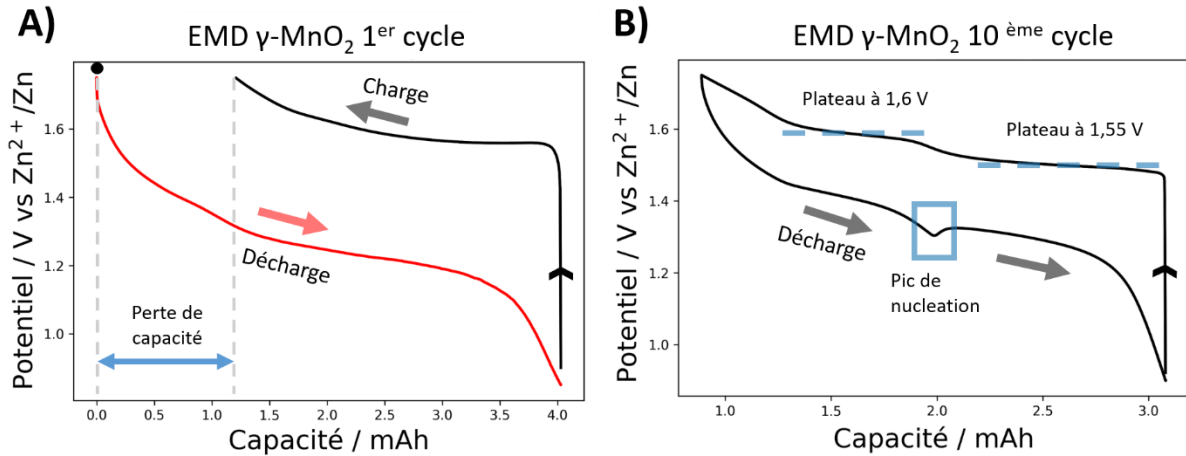 A)
EMD γ-MnO₂ 1er cycle
Potentiel / V vs Zn²⁺/Zn
1.6
1.4
1.2
1.0
Charge
Décharge
Perte de
capacité
0.0 0.5 1.0 1.5 2.0 2.5 3.0 3.5 4.0
Capacité / mAh
B)
EMD γ-MnO₂ 10 ème cycle
Potentiel / V vs Zn²⁺/Zn
1.6
1.4
1.2
1.0
Plateau à 1,6 V
Plateau à 1,55 V
Décharge
Pic de
nucleation
1.0 1.5 2.0 2.5 3.0
Capacité / mAh